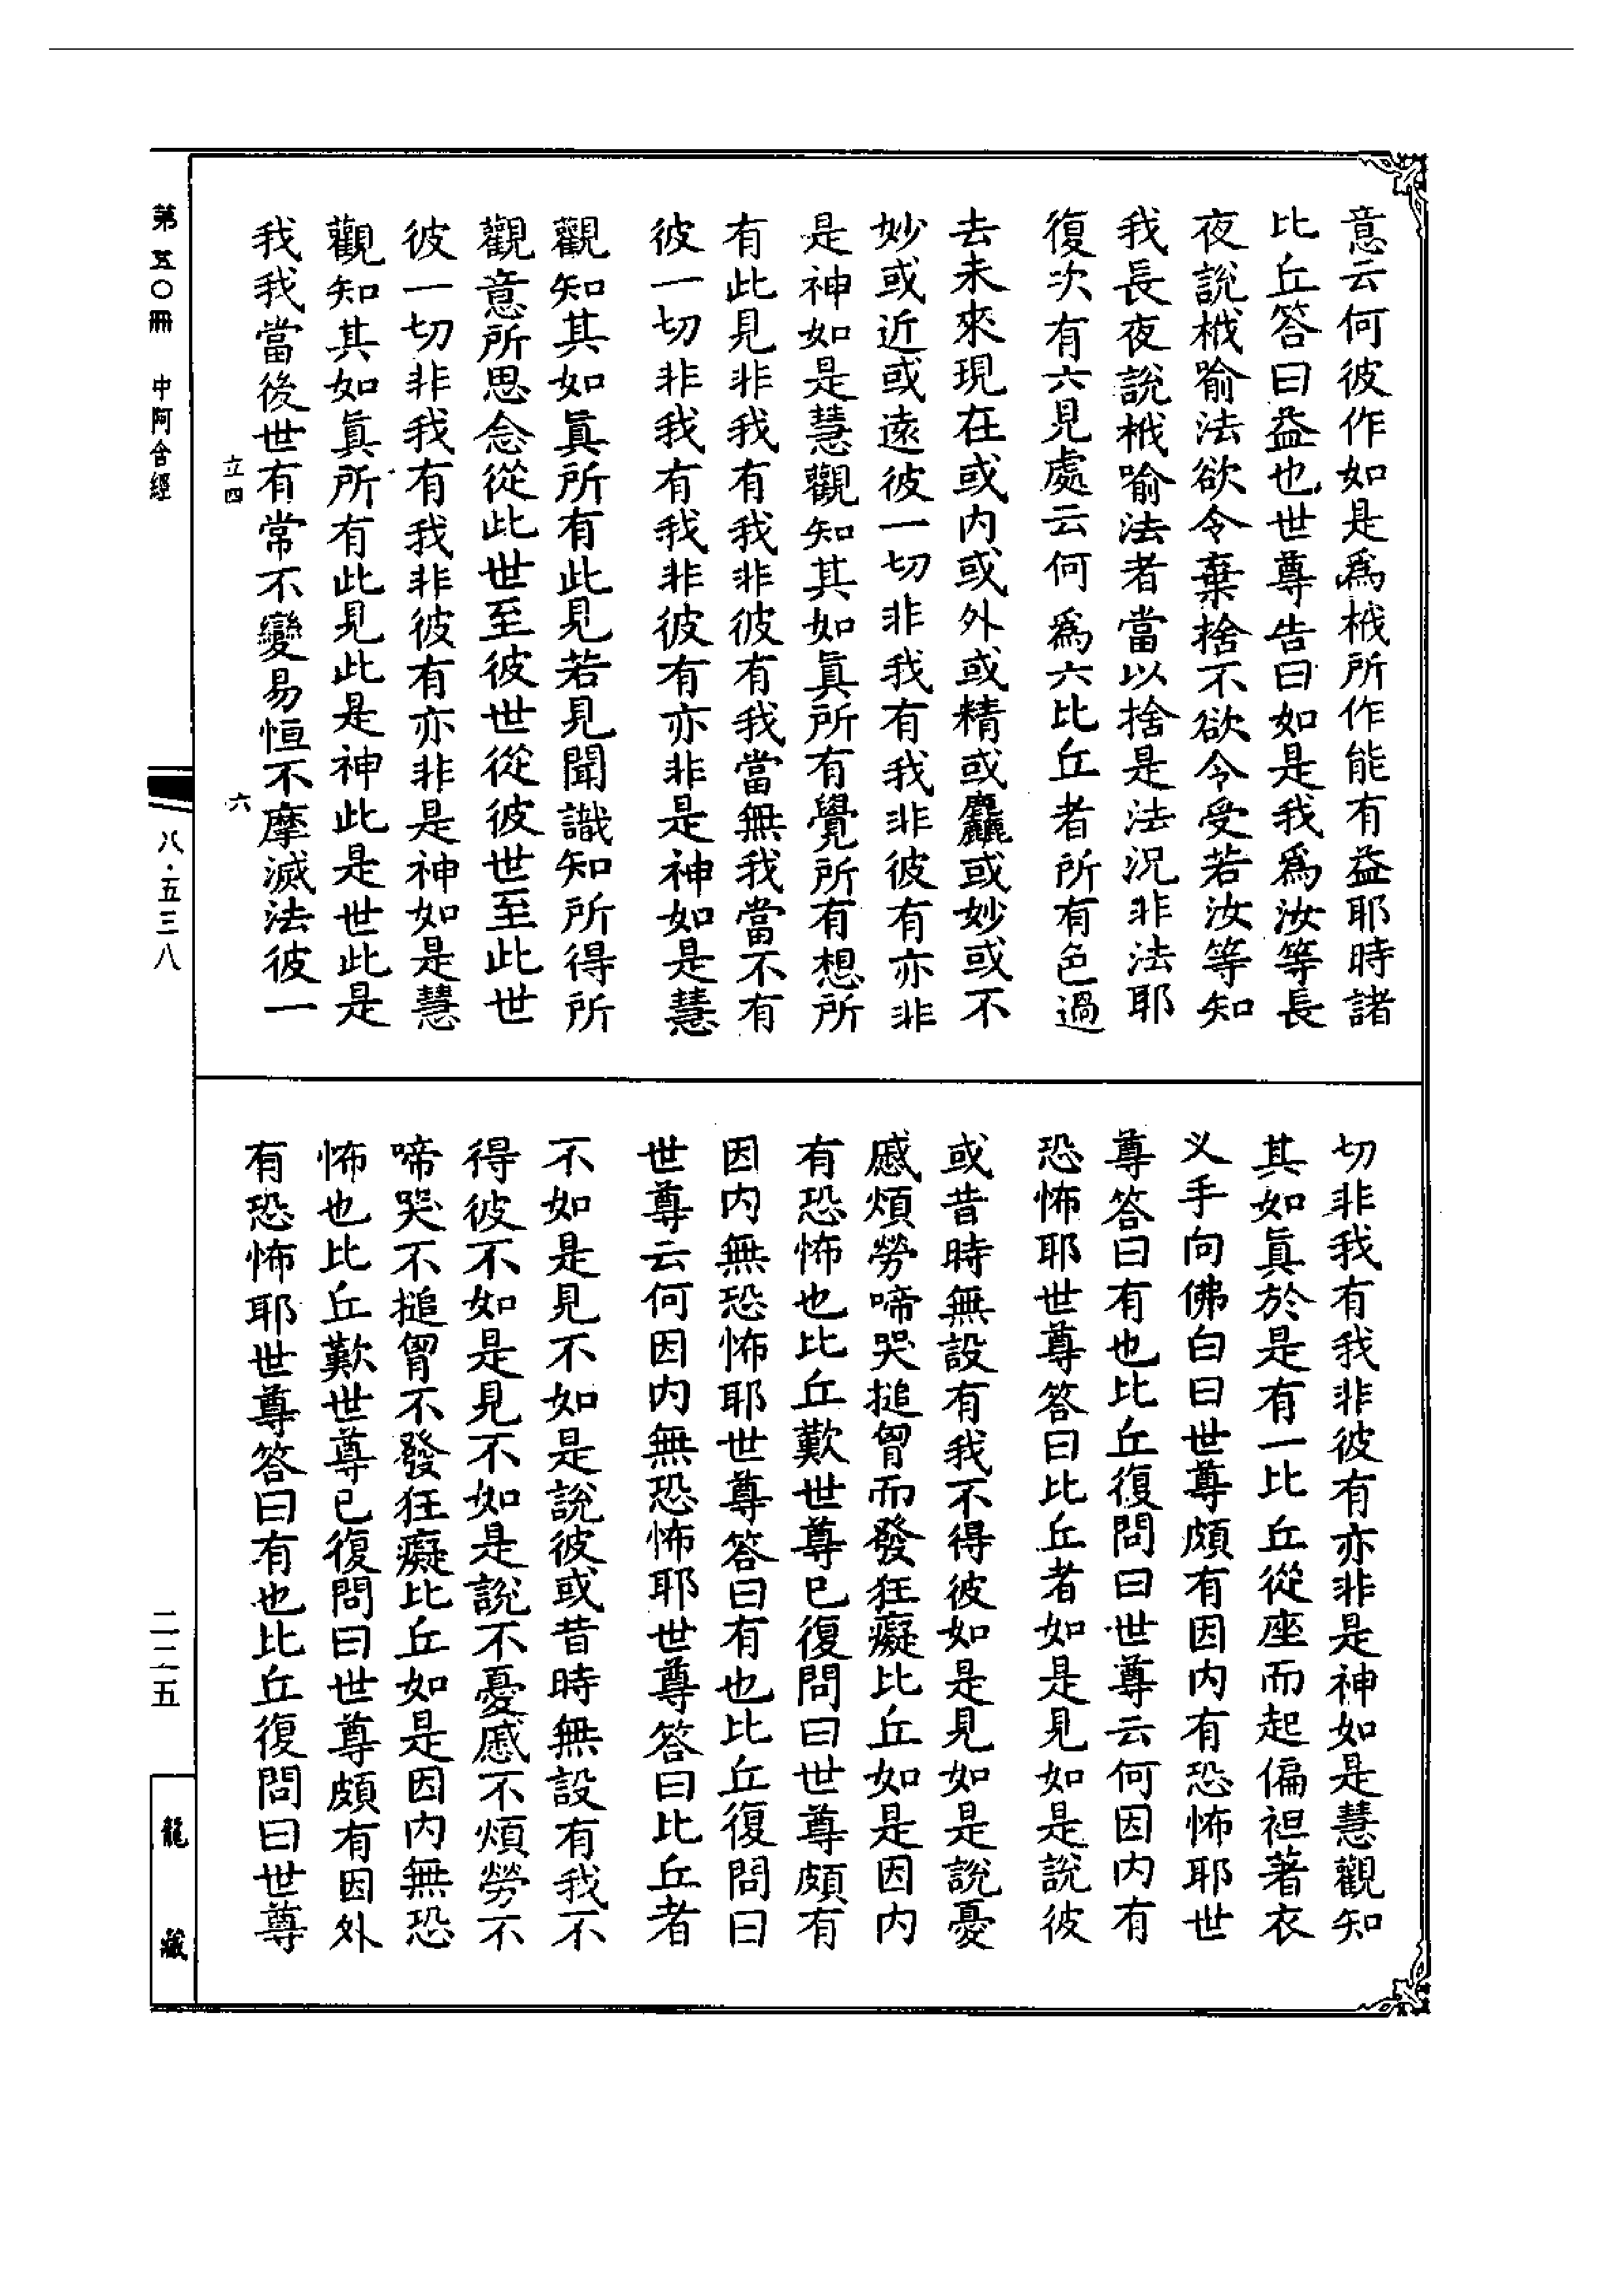 意云何彼作如是爲栰所作能有益耶時諸
比丘答曰益也世尊告曰如是我爲汝等長
夜說栰喻法欲令棄捨不欲令受若汝等知
我長夜說栰喻法者當以捨是法況非法耶
復次有六見處云何爲六比丘者所有色過
去未來現在或内或外或精或麤或妙或不
妙或近或遠彼一切非我有我非彼有亦非
是神如是慧觀知其如眞所有覺所有想所
有此見非我有我非彼有我當無我當不有
彼一切非我有我非彼有亦非是神如是慧
觀知其如眞所有此見若見聞識知所得所
觀意所思念從此世至彼世從彼世至此世
彼一切非我有我非彼有亦非是神如是慧
觀知其如眞所有此見此是神此是世此是
我我當後世有常不變易恒不摩滅法彼一
立四
六
切非我有我非彼有亦非是神如是慧觀知
其如眞於是有一比丘從座而起偏袒著衣
义手向佛白曰世尊頗有因内有恐怖耶世
尊答曰有也比丘復問曰世尊云何因内有
恐怖耶世尊答曰比丘者如是見如是說彼
或昔時無設有我不得彼如是見如是說憂
慼煩勞啼哭搥胷而發狂癡比丘如是因内
有恐怖也比丘歎世尊已復問曰世尊頗有
因内無恐怖耶世尊答曰有也比丘復問曰
世尊云何因内無恐怖耶世尊答曰比丘者
不如是見不如是說彼或昔時無設有我不
得彼不如是見不如是說不憂慼不煩勞不
啼哭不搥胷不發狂癡比丘如是因内無恐
怖也比丘歎世尊已復問曰世尊頗有因外
有恐怖耶世尊答曰有也比丘復問曰世尊
第五〇冊 中阿含經
八·五三八
二二五
龍藏